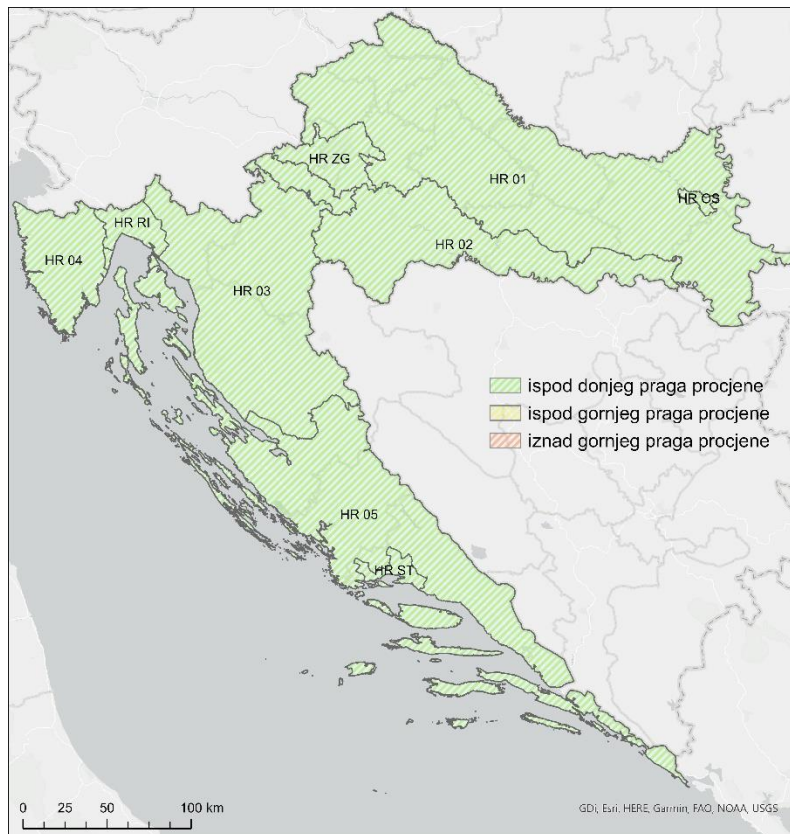 HR ZG
HR 01
HR OS
HR RI
HR 04
HR 02
HR 03
ispod donjeg praga procjene
ispod gornjeg praga procjene
iznad gornjeg praga procjene
HR 05
HR ST
0 25 50 100 km
GDi, Esri, HERE, Garmin, FAO, NOAA, USGS